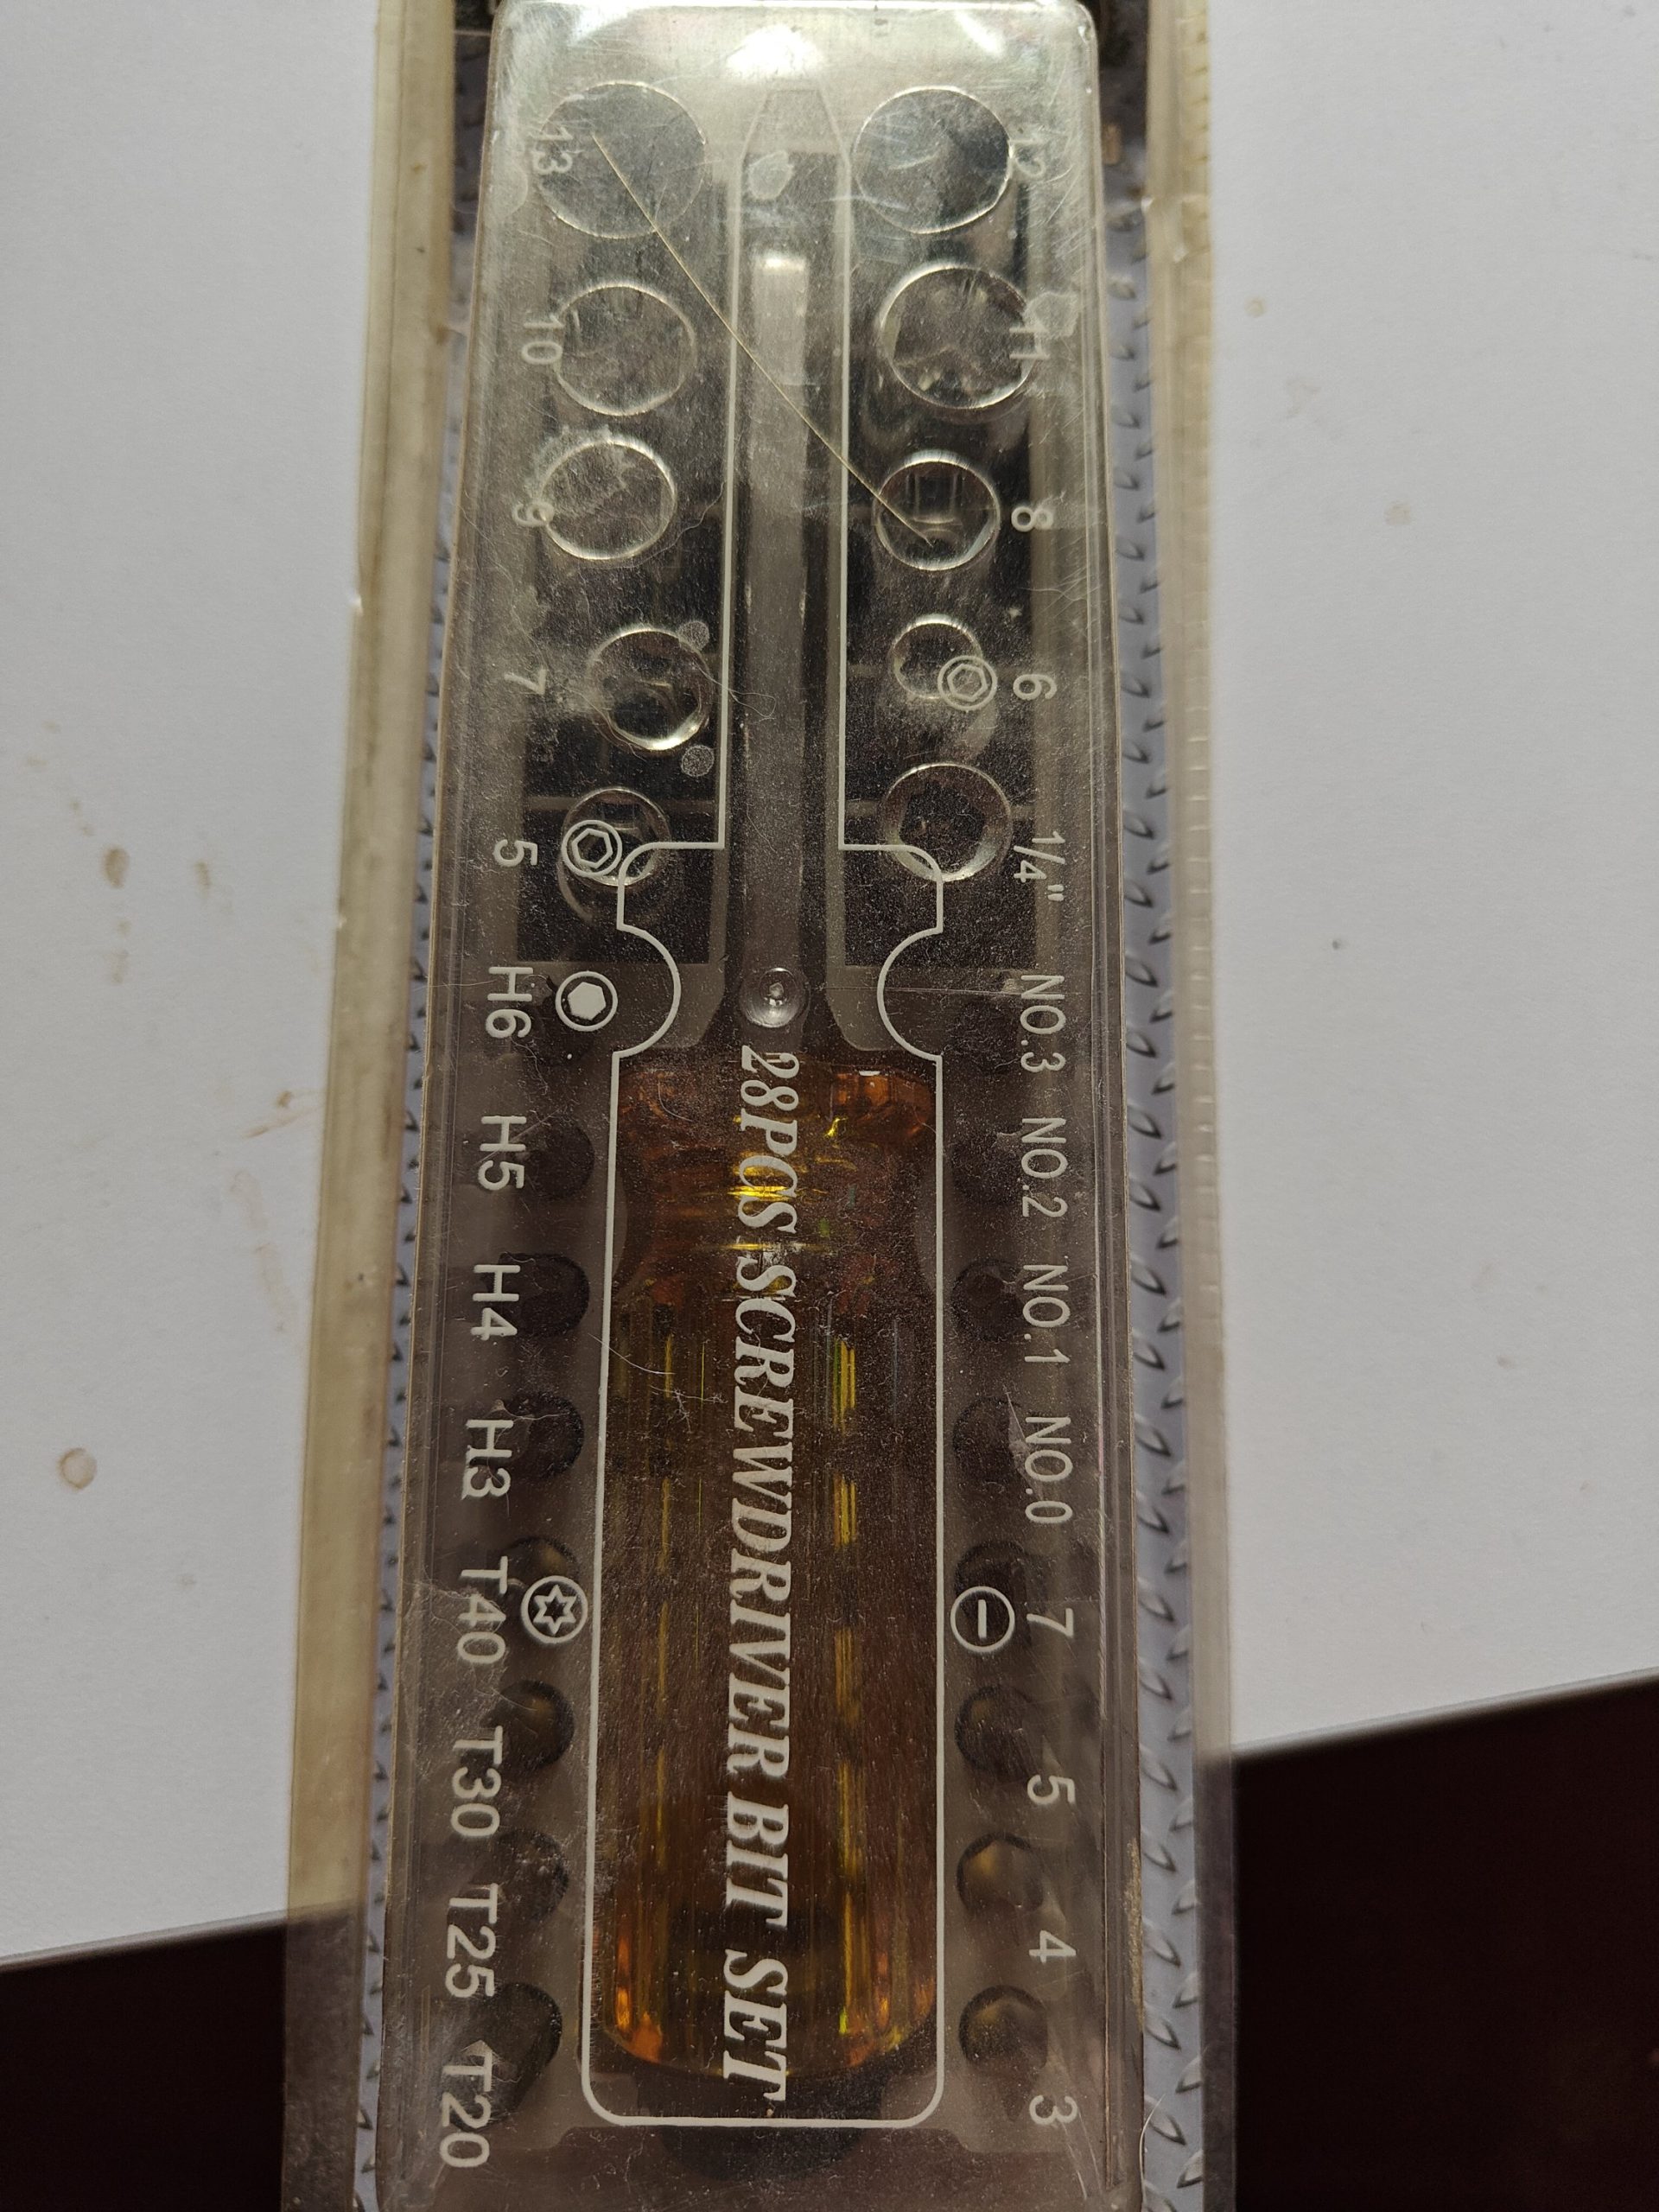 12 11 8 6 1/4" NO.3 NO.2 NO.1 NO.0 7 5 4 3
28PCS SCREWDRIVER BIT SET
13 10 9 7 5 H6 H5 H4 H3 T40 T30 T25 T20